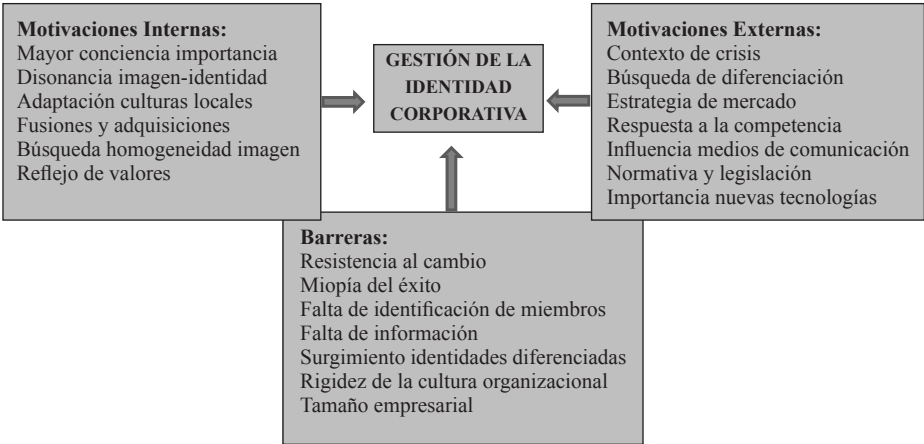 Motivaciones Internas:
Mayor conciencia importancia
Disonancia imagen-identidad
Adaptación culturas locales
Fusiones y adquisiciones
Búsqueda homogeneidad imagen
Reflejo de valores
GESTIÓN DE LA
IDENTIDAD
CORPORATIVA
Motivaciones Externas:
Contexto de crisis
Búsqueda de diferenciación
Estrategia de mercado
Respuesta a la competencia
Influencia medios de comunicación
Normativa y legislación
Importancia nuevas tecnologías
Barreras:
Resistencia al cambio
Miopía del éxito
Falta de identificación de miembros
Falta de información
Surgimiento identidades diferenciadas
Rigidez de la cultura organizacional
Tamaño empresarial